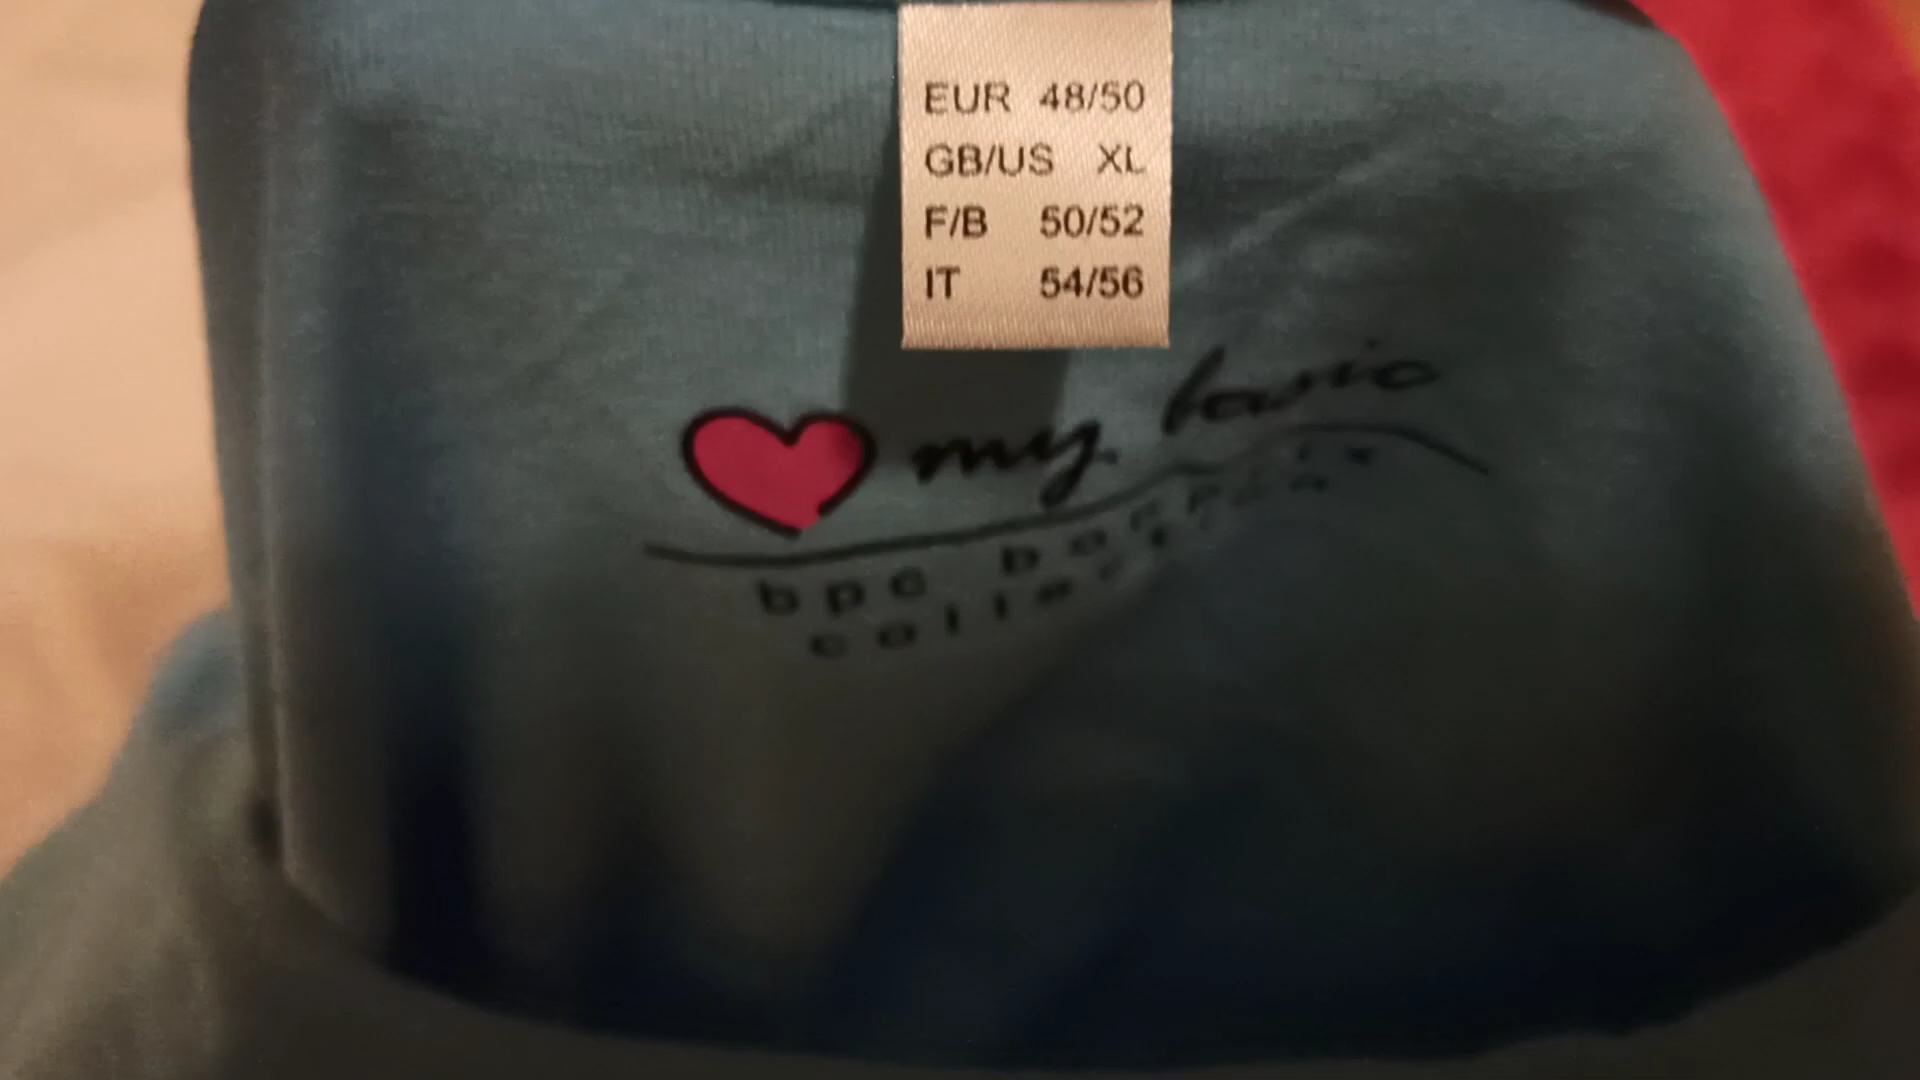 EUR 48/50
GB/US XL
F/B 50/52
IT 54/56
my basic
bpc bonprix
collection